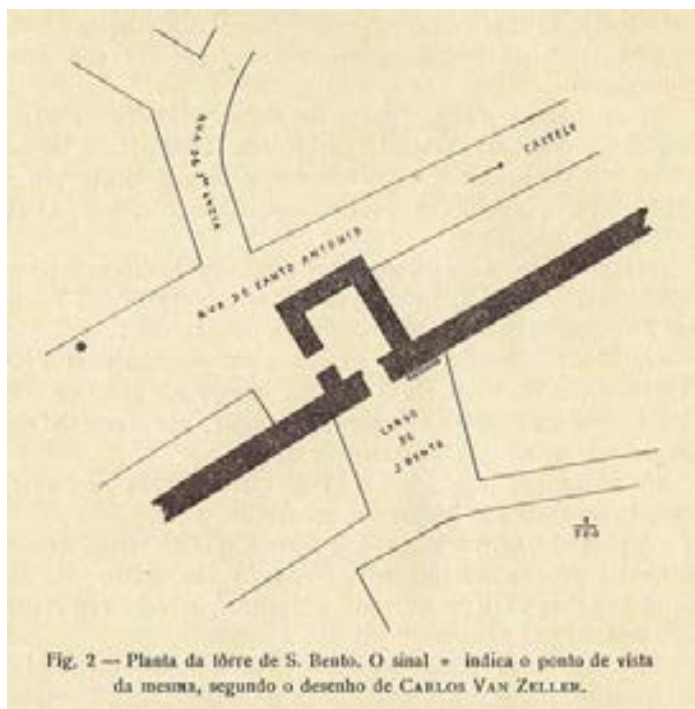 CASTELO
RUA DE SANTO ANTONIO
LARGO
DE
S. BENTO
Fig. 2 — Planta da tôrre de S. Bento. O sinal • indica o ponto de vista
da mesma, segundo o desenho de CARLOS VAN ZELLER.